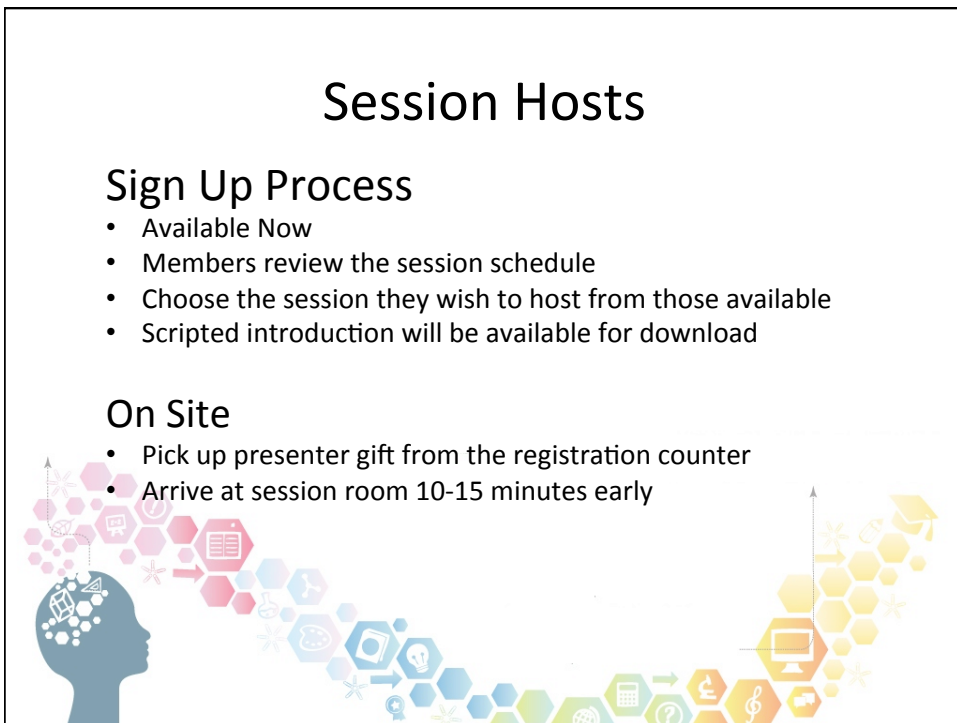 Session Hosts
Sign Up Process
• Available Now
• Members review the session schedule
• Choose the session they wish to host from those available
• Scripted introduction will be available for download
On Site
• Pick up presenter gift from the registration counter
• Arrive at session room 10-15 minutes early